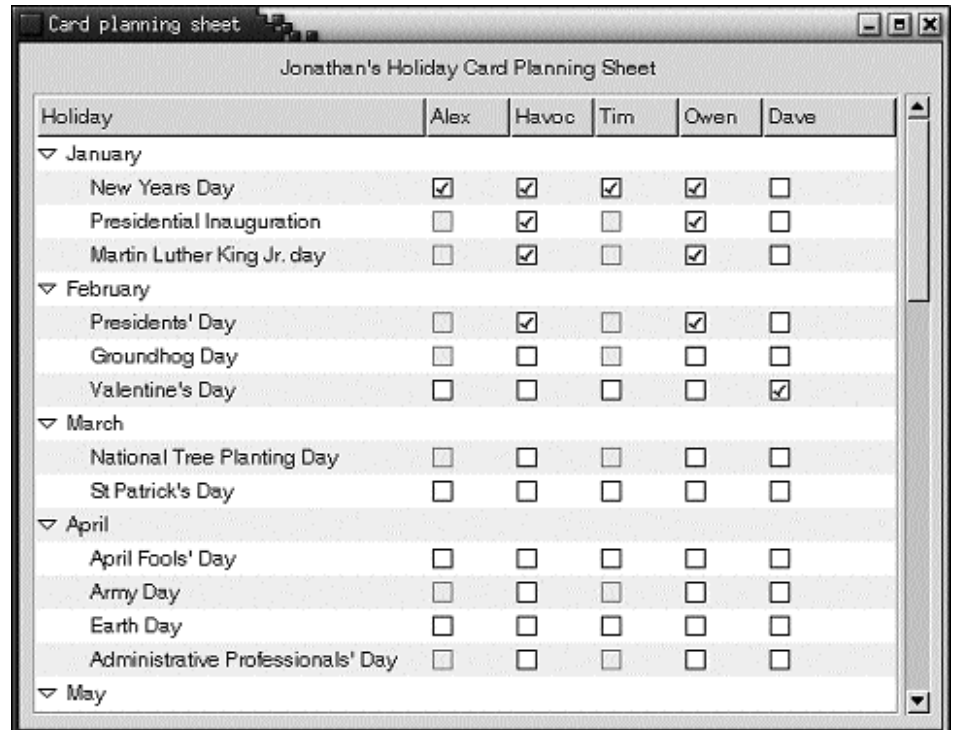 Card planning sheet
Jonathan's Holiday Card Planning Sheet
Holiday Alex Havoc Tim Owen Dave
January
New Years Day
Presidential Inauguration
Martin Luther King Jr. day
February
Presidents' Day
Groundhog Day
Valentine's Day
March
National Tree Planting Day
St Patrick's Day
April
April Fools' Day
Army Day
Earth Day
Administrative Professionals' Day
May